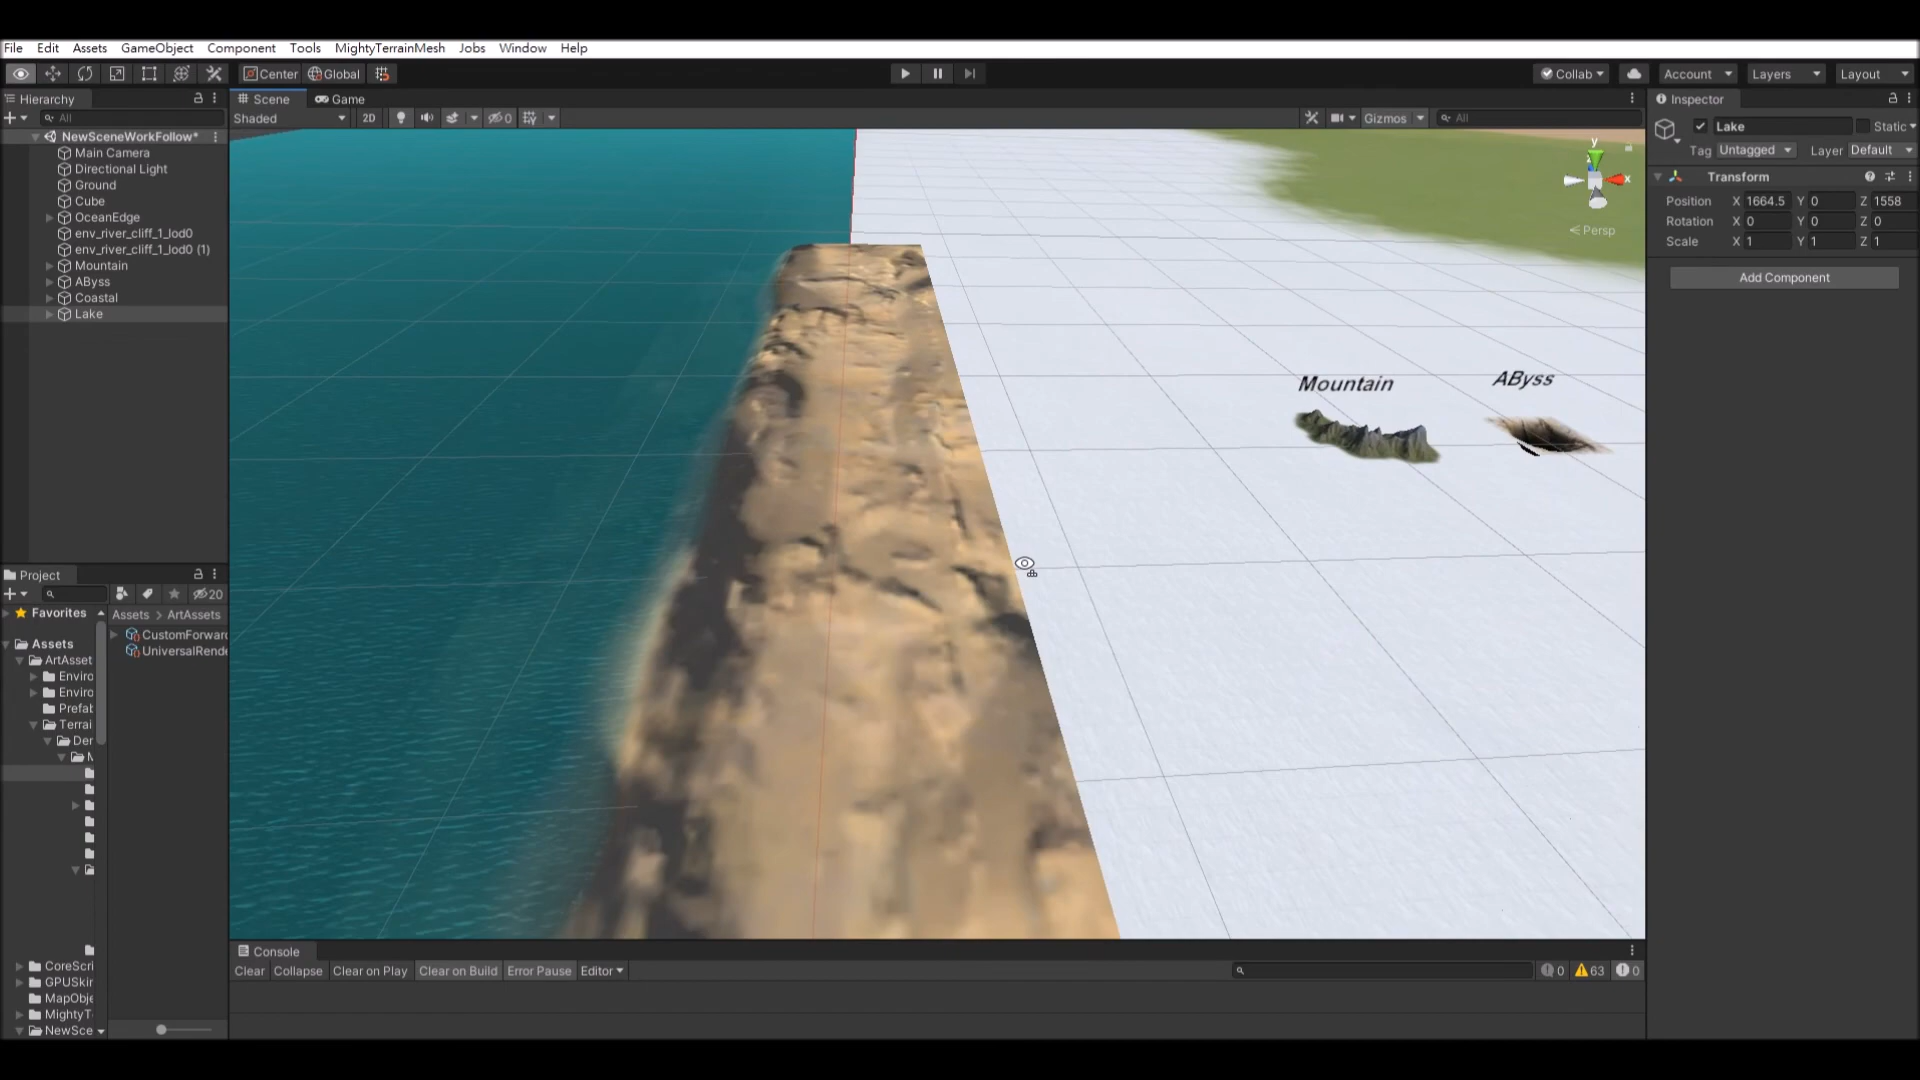 File Edit Assets GameObject Component Tools MightyTerrainMesh Jobs Window Help
Center Global Collab Account Layers Layout
Hierarchy
All
NewSceneWorkFollow*
Main Camera
Directional Light
Ground
Cube
OceanEdge
env_river_cliff_1_lod0
env_river_cliff_1_lod0 (1)
Mountain
AByss
Coastal
Lake
Scene Game
Shaded 2D 0 Gizmos All
y
x
Persp
Mountain AByss
Inspector
Lake Static
Tag Untagged Layer Default
Transform
Position X 1664.5 Y 0 Z 1558
Rotation X 0 Y 0 Z 0
Scale X 1 Y 1 Z 1
Add Component
Project
20
Favorites
Assets
ArtAsset
Enviro
Enviro
Prefab
Terrai
Der
M
CoreScri
GPUSkir
MapObje
MightyT
NewSce
Assets > ArtAssets
CustomForward
UniversalRende
Console
Clear Collapse Clear on Play Clear on Build Error Pause Editor 0 63 0